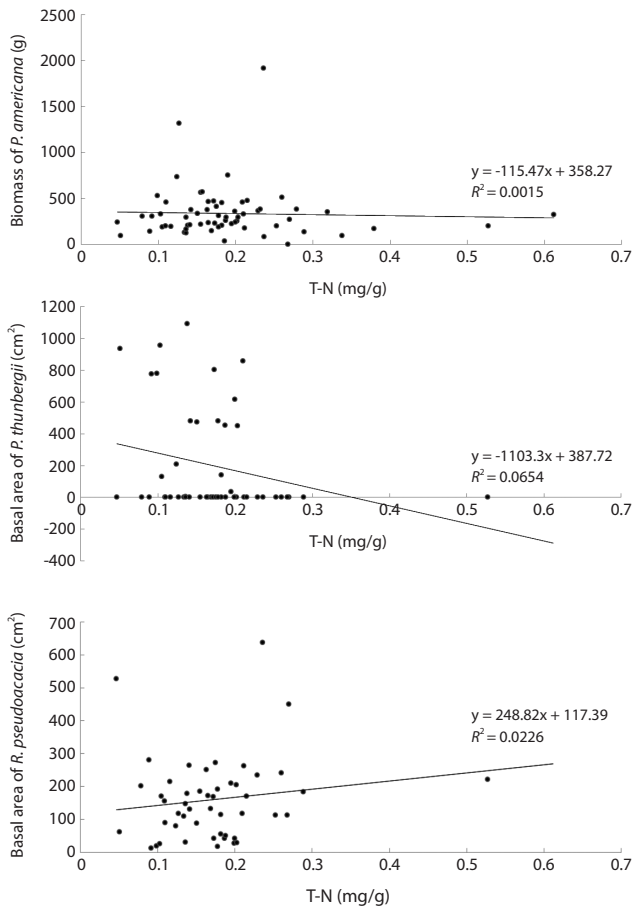 Biomass of P. americana (g)
2500
2000
1500
1000
500
0
y = -115.47x + 358.27
R² = 0.0015
0 0.1 0.2 0.3 0.4 0.5 0.6 0.7
T-N (mg/g)
Basal area of P. thunbergii (cm²)
1200
1000
800
600
400
200
0
-200
-400
y = -1103.3x + 387.72
R² = 0.0654
0.1 0.2 0.3 0.4 0.5 0.6 0.7
T-N (mg/g)
Basal area of R. pseudoacacia (cm²)
700
600
500
400
300
200
100
0
y = 248.82x + 117.39
R² = 0.0226
0 0.1 0.2 0.3 0.4 0.5 0.6 0.7
T-N (mg/g)